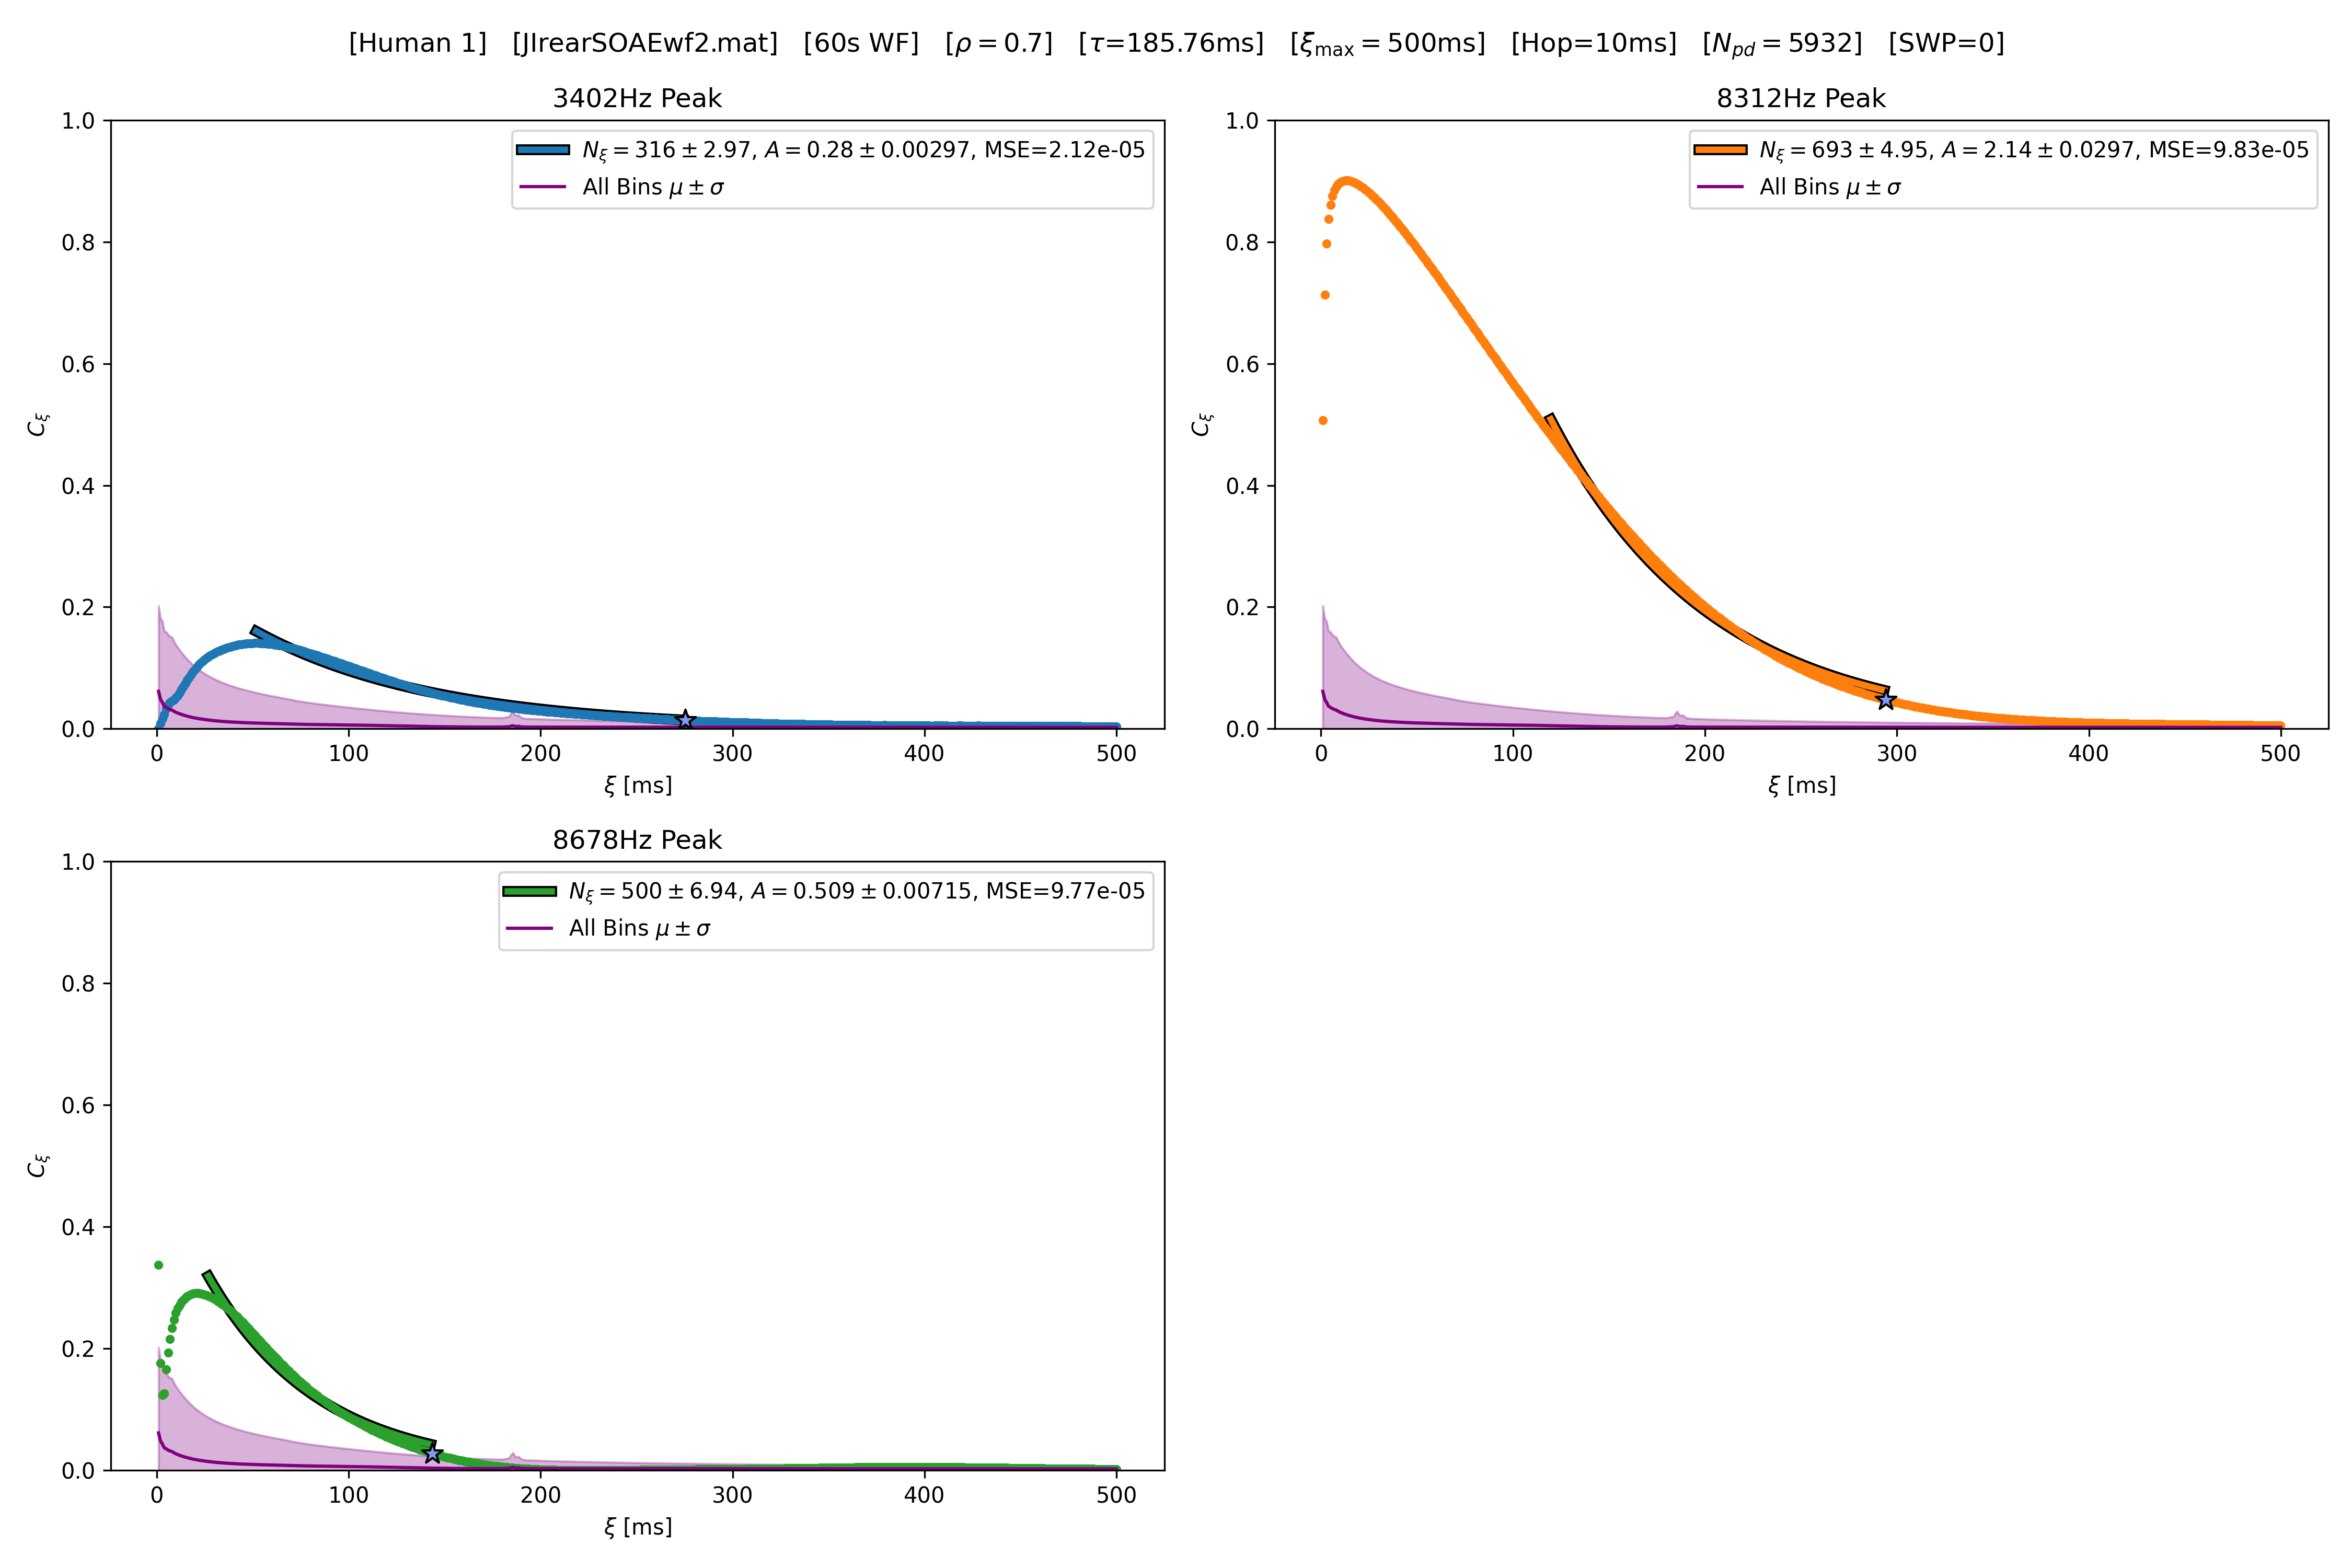 [Human 1] [JIrearSOAEwf2.mat] [60s WF] [ρ = 0.7] [τ=185.76ms] [ξmax = 500ms] [Hop=10ms] [Npd = 5932] [SWP=0]
3402Hz Peak
1.0
0.8
0.6
0.4
0.2
0.0
Cξ
Nξ = 316 ± 2.97, A = 0.28 ± 0.00297, MSE=2.12e-05
All Bins μ ± σ
0 100 200 300 400 500
ξ [ms]
8312Hz Peak
1.0
0.8
0.6
0.4
0.2
0.0
Cξ
Nξ = 693 ± 4.95, A = 2.14 ± 0.0297, MSE=9.83e-05
All Bins μ ± σ
0 100 200 300 400 500
ξ [ms]
8678Hz Peak
1.0
0.8
0.6
0.4
0.2
0.0
Cξ
Nξ = 500 ± 6.94, A = 0.509 ± 0.00715, MSE=9.77e-05
All Bins μ ± σ
0 100 200 300 400 500
ξ [ms]